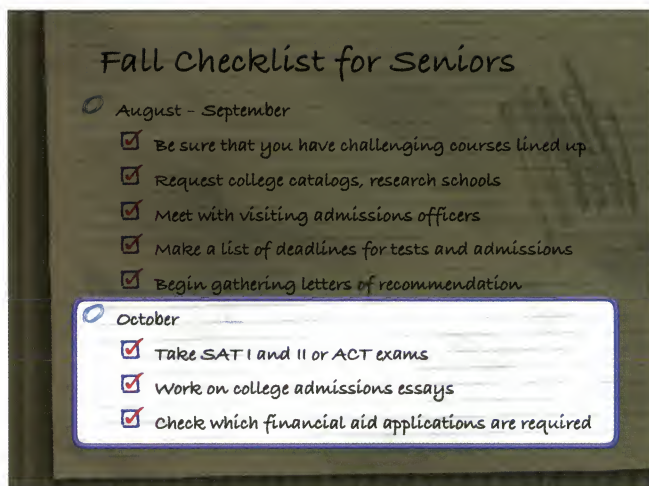 Fall Checklist for Seniors
August - September
Be sure that you have challenging courses lined up
Request college catalogs, research schools
Meet with visiting admissions officers
Make a list of deadlines for tests and admissions
Begin gathering letters of recommendation
October
Take SAT I and II or ACT exams
Work on college admissions essays
Check which financial aid applications are required